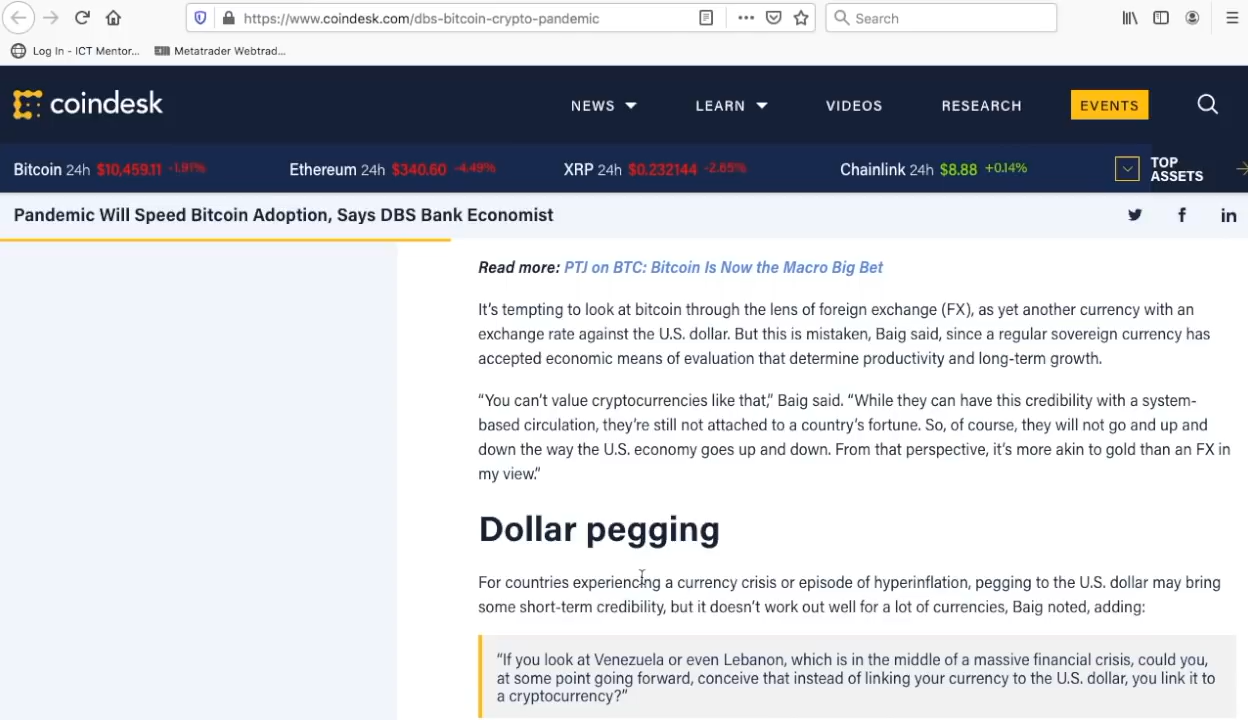 https://www.coindesk.com/dbs-bitcoin-crypto-pandemic
Search
Log In - ICT Mentor...
Metatrader Webtrad...
coindesk
NEWS
LEARN
VIDEOS
RESEARCH
EVENTS
Bitcoin 24h $10,459.11 -1.91%
Ethereum 24h $340.60 -4.49%
XRP 24h $0.232144 -2.65%
Chainlink 24h $8.88 +0.14%
TOP
ASSETS
Pandemic Will Speed Bitcoin Adoption, Says DBS Bank Economist
Read more: PTJ on BTC: Bitcoin Is Now the Macro Big Bet
It's tempting to look at bitcoin through the lens of foreign exchange (FX), as yet another currency with an
exchange rate against the U.S. dollar. But this is mistaken, Baig said, since a regular sovereign currency has
accepted economic means of evaluation that determine productivity and long-term growth.
“You can't value cryptocurrencies like that,” Baig said. “While they can have this credibility with a system-
based circulation, they're still not attached to a country's fortune. So, of course, they will not go and up and
down the way the U.S. economy goes up and down. From that perspective, it's more akin to gold than an FX in
my view.”
Dollar pegging
For countries experiencing a currency crisis or episode of hyperinflation, pegging to the U.S. dollar may bring
some short-term credibility, but it doesn't work out well for a lot of currencies, Baig noted, adding:
“If you look at Venezuela or even Lebanon, which is in the middle of a massive financial crisis, could you,
at some point going forward, conceive that instead of linking your currency to the U.S. dollar, you link it to
a cryptocurrency?”